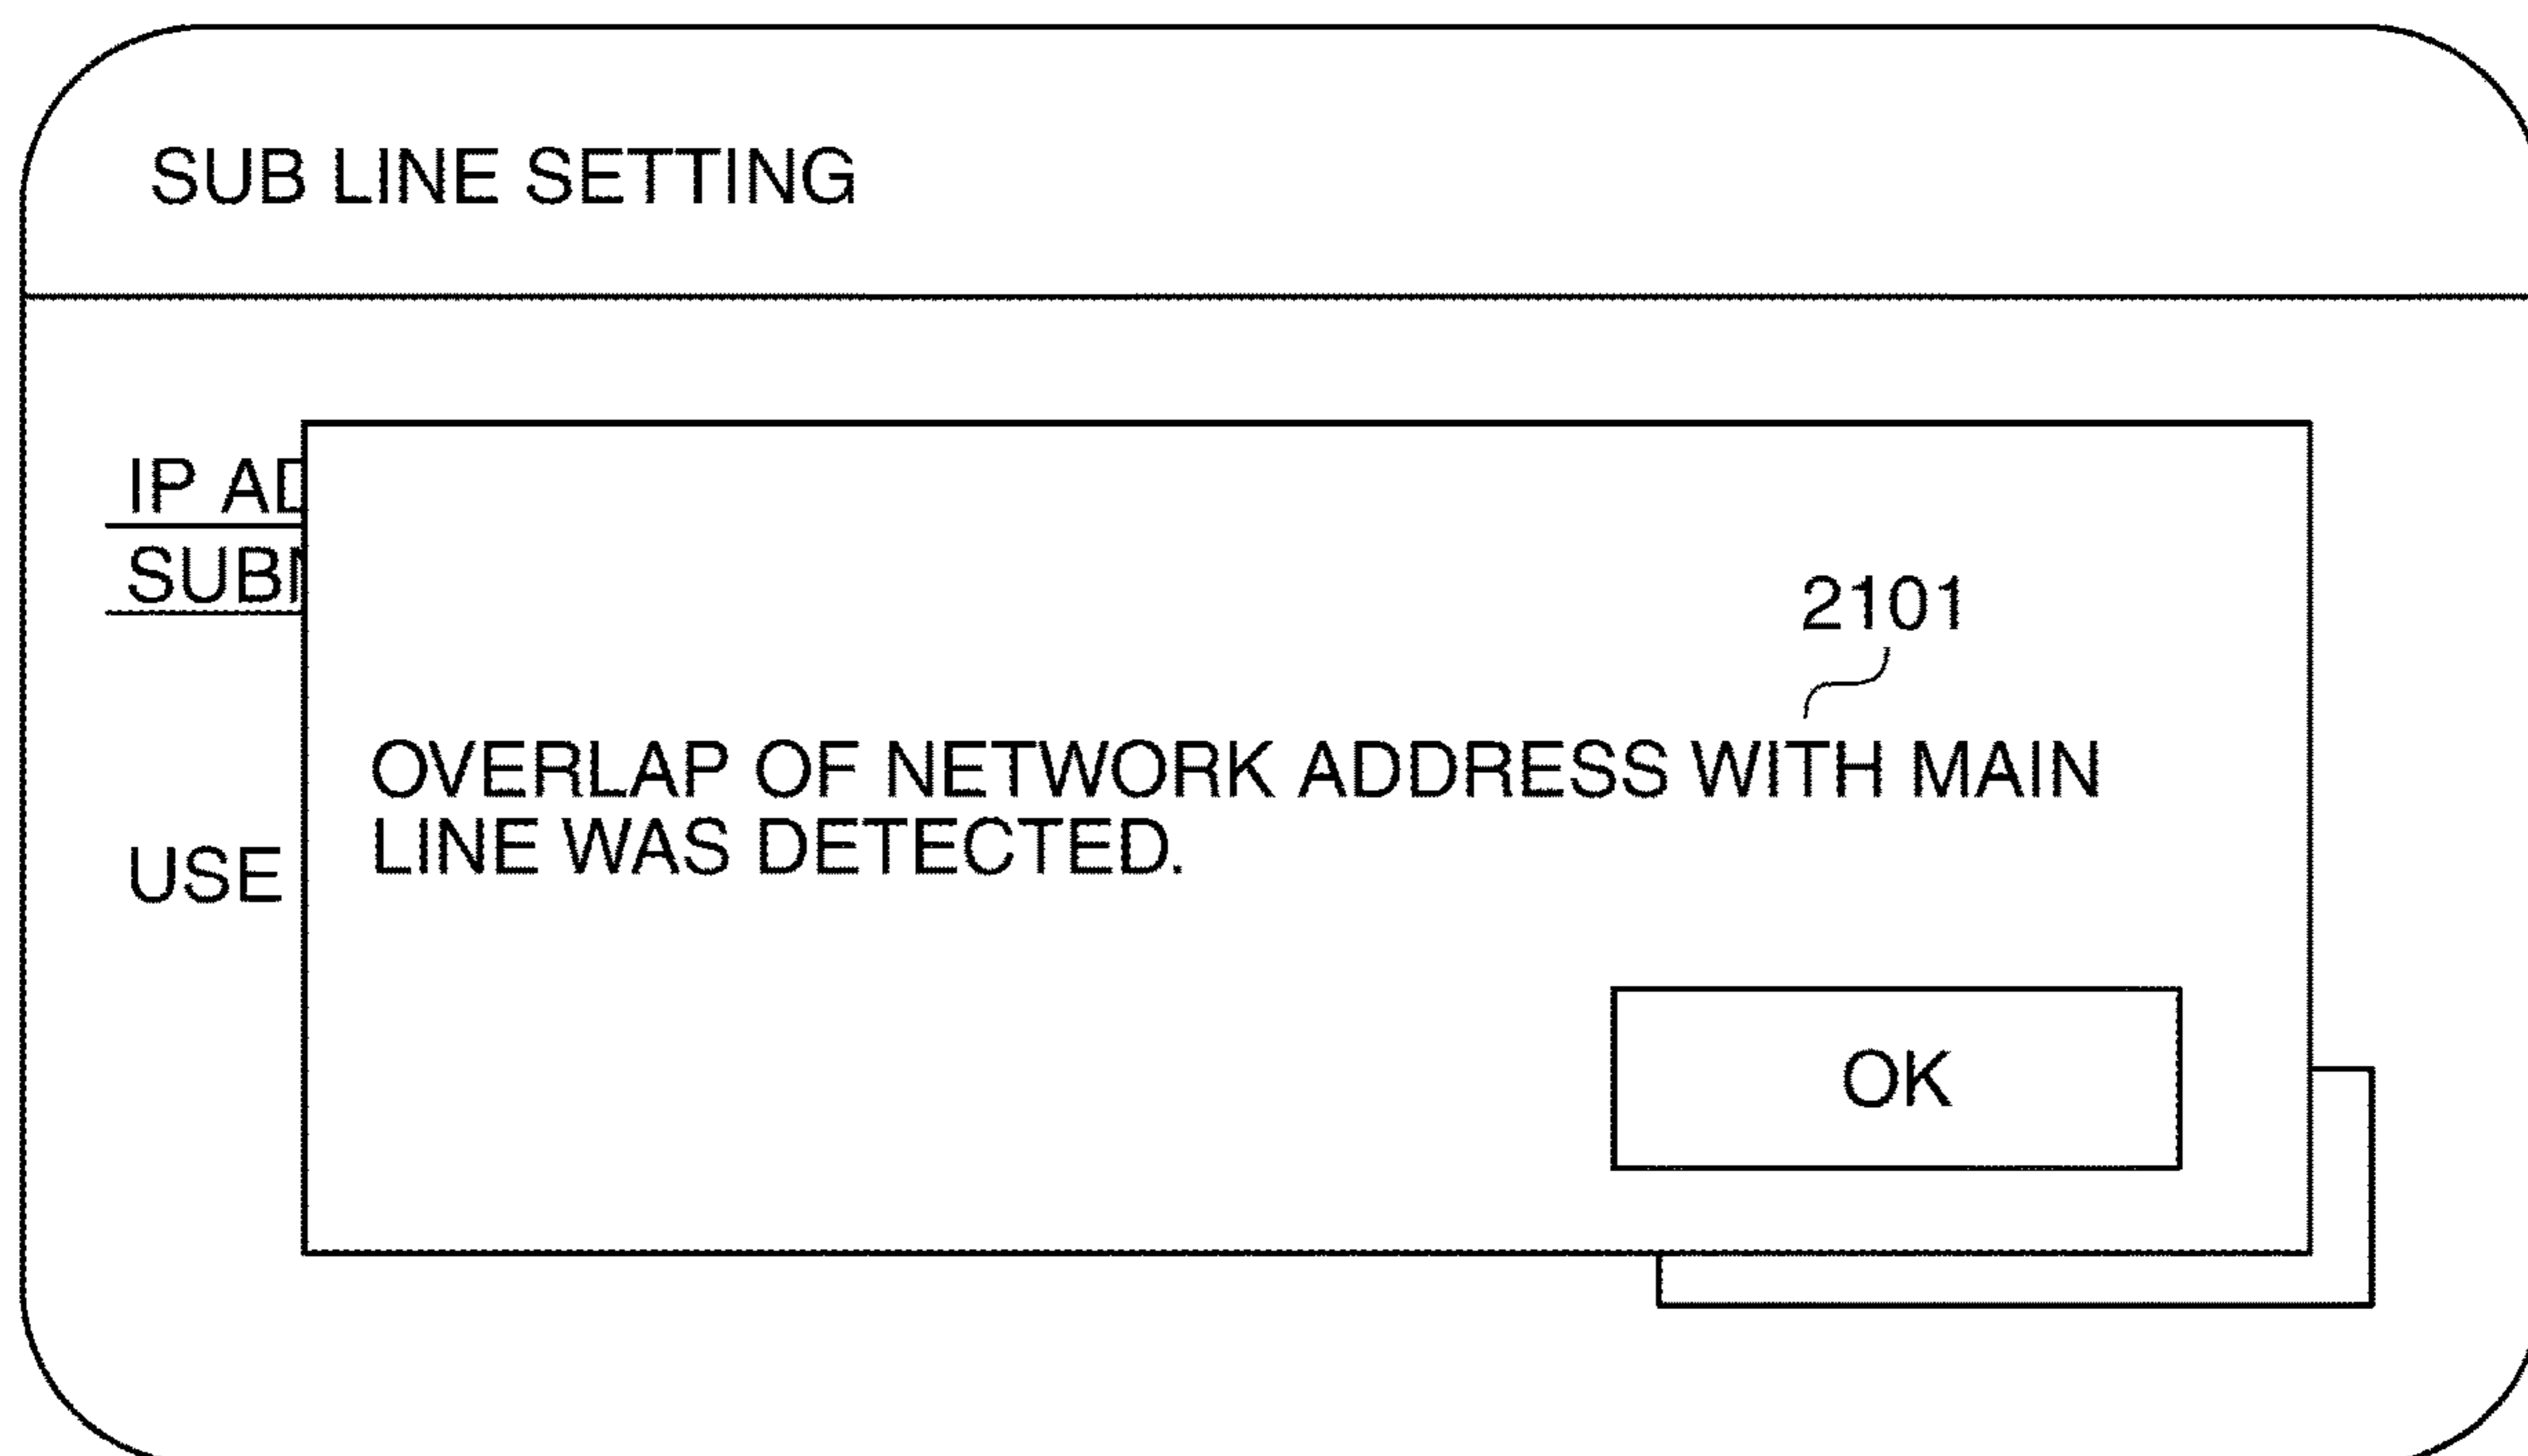 SUB LINE SETTING
IP AD
SUBN
2101
OVERLAP OF NETWORK ADDRESS WITH MAIN
LINE WAS DETECTED.
USE
OK